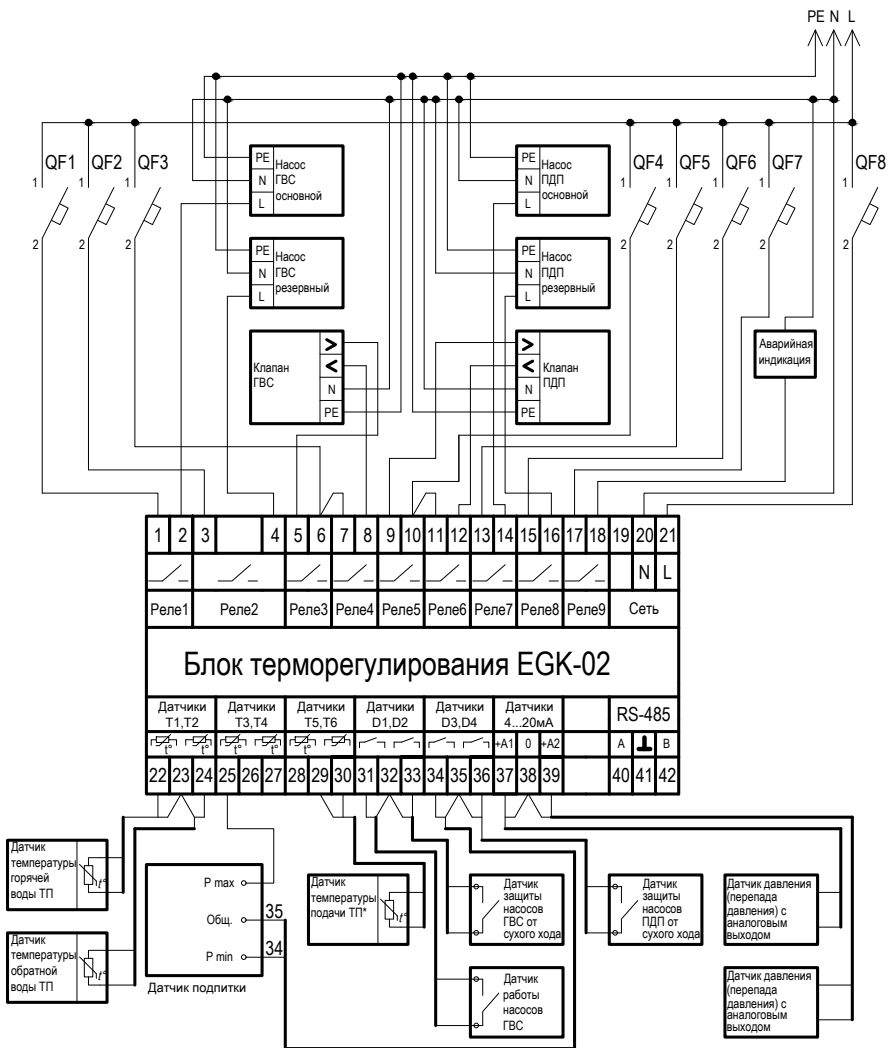 PE N L
QF1 QF2 QF3 QF4 QF5 QF6 QF7 QF8
1 1 1 1 1 1 1 1
2 2 2 2 2 2 2 2
PE
N
L
Насос
ГВС
основной
PE
N
L
Насос
ПДП
основной
PE
N
L
Насос
ГВС
резервный
PE
N
L
Насос
ПДП
резервный
Клапан
ГВС
>
<
N
PE
>
<
N
PE
Клапан
ПДП
Аварийная
индикация
1 2 3 4 5 6 7 8 9 10 11 12 13 14 15 16 17 18 19 20 21
N L
Реле1 Реле2 Реле3 Реле4 Реле5 Реле6 Реле7 Реле8 Реле9 Сеть
Блок терморегулирования EGK-02
Датчики Датчики Датчики Датчики Датчики Датчики
T1,T2 T3,T4 T5,T6 D1,D2 D3,D4 4...20мА RS-485
t° t° t° t° t° +A1 0 +A2 A B
22 23 24 25 26 27 28 29 30 31 32 33 34 35 36 37 38 39 40 41 42
Датчик
температуры
горячей
воды ТП
t°
Датчик
температуры
обратной
воды ТП
t°
P max
Общ. 35
P min 34
Датчик подпитки
Датчик
температуры
подачи ТП*
t°
Датчик
защиты
насосов
ГВС от
сухого хода
Датчик
работы
насосов
ГВС
Датчик
защиты
насосов
ПДП от
сухого хода
Датчик давления
(перепада
давления) с
аналоговым
выходом
Датчик давления
(перепада
давления) с
аналоговым
выходом